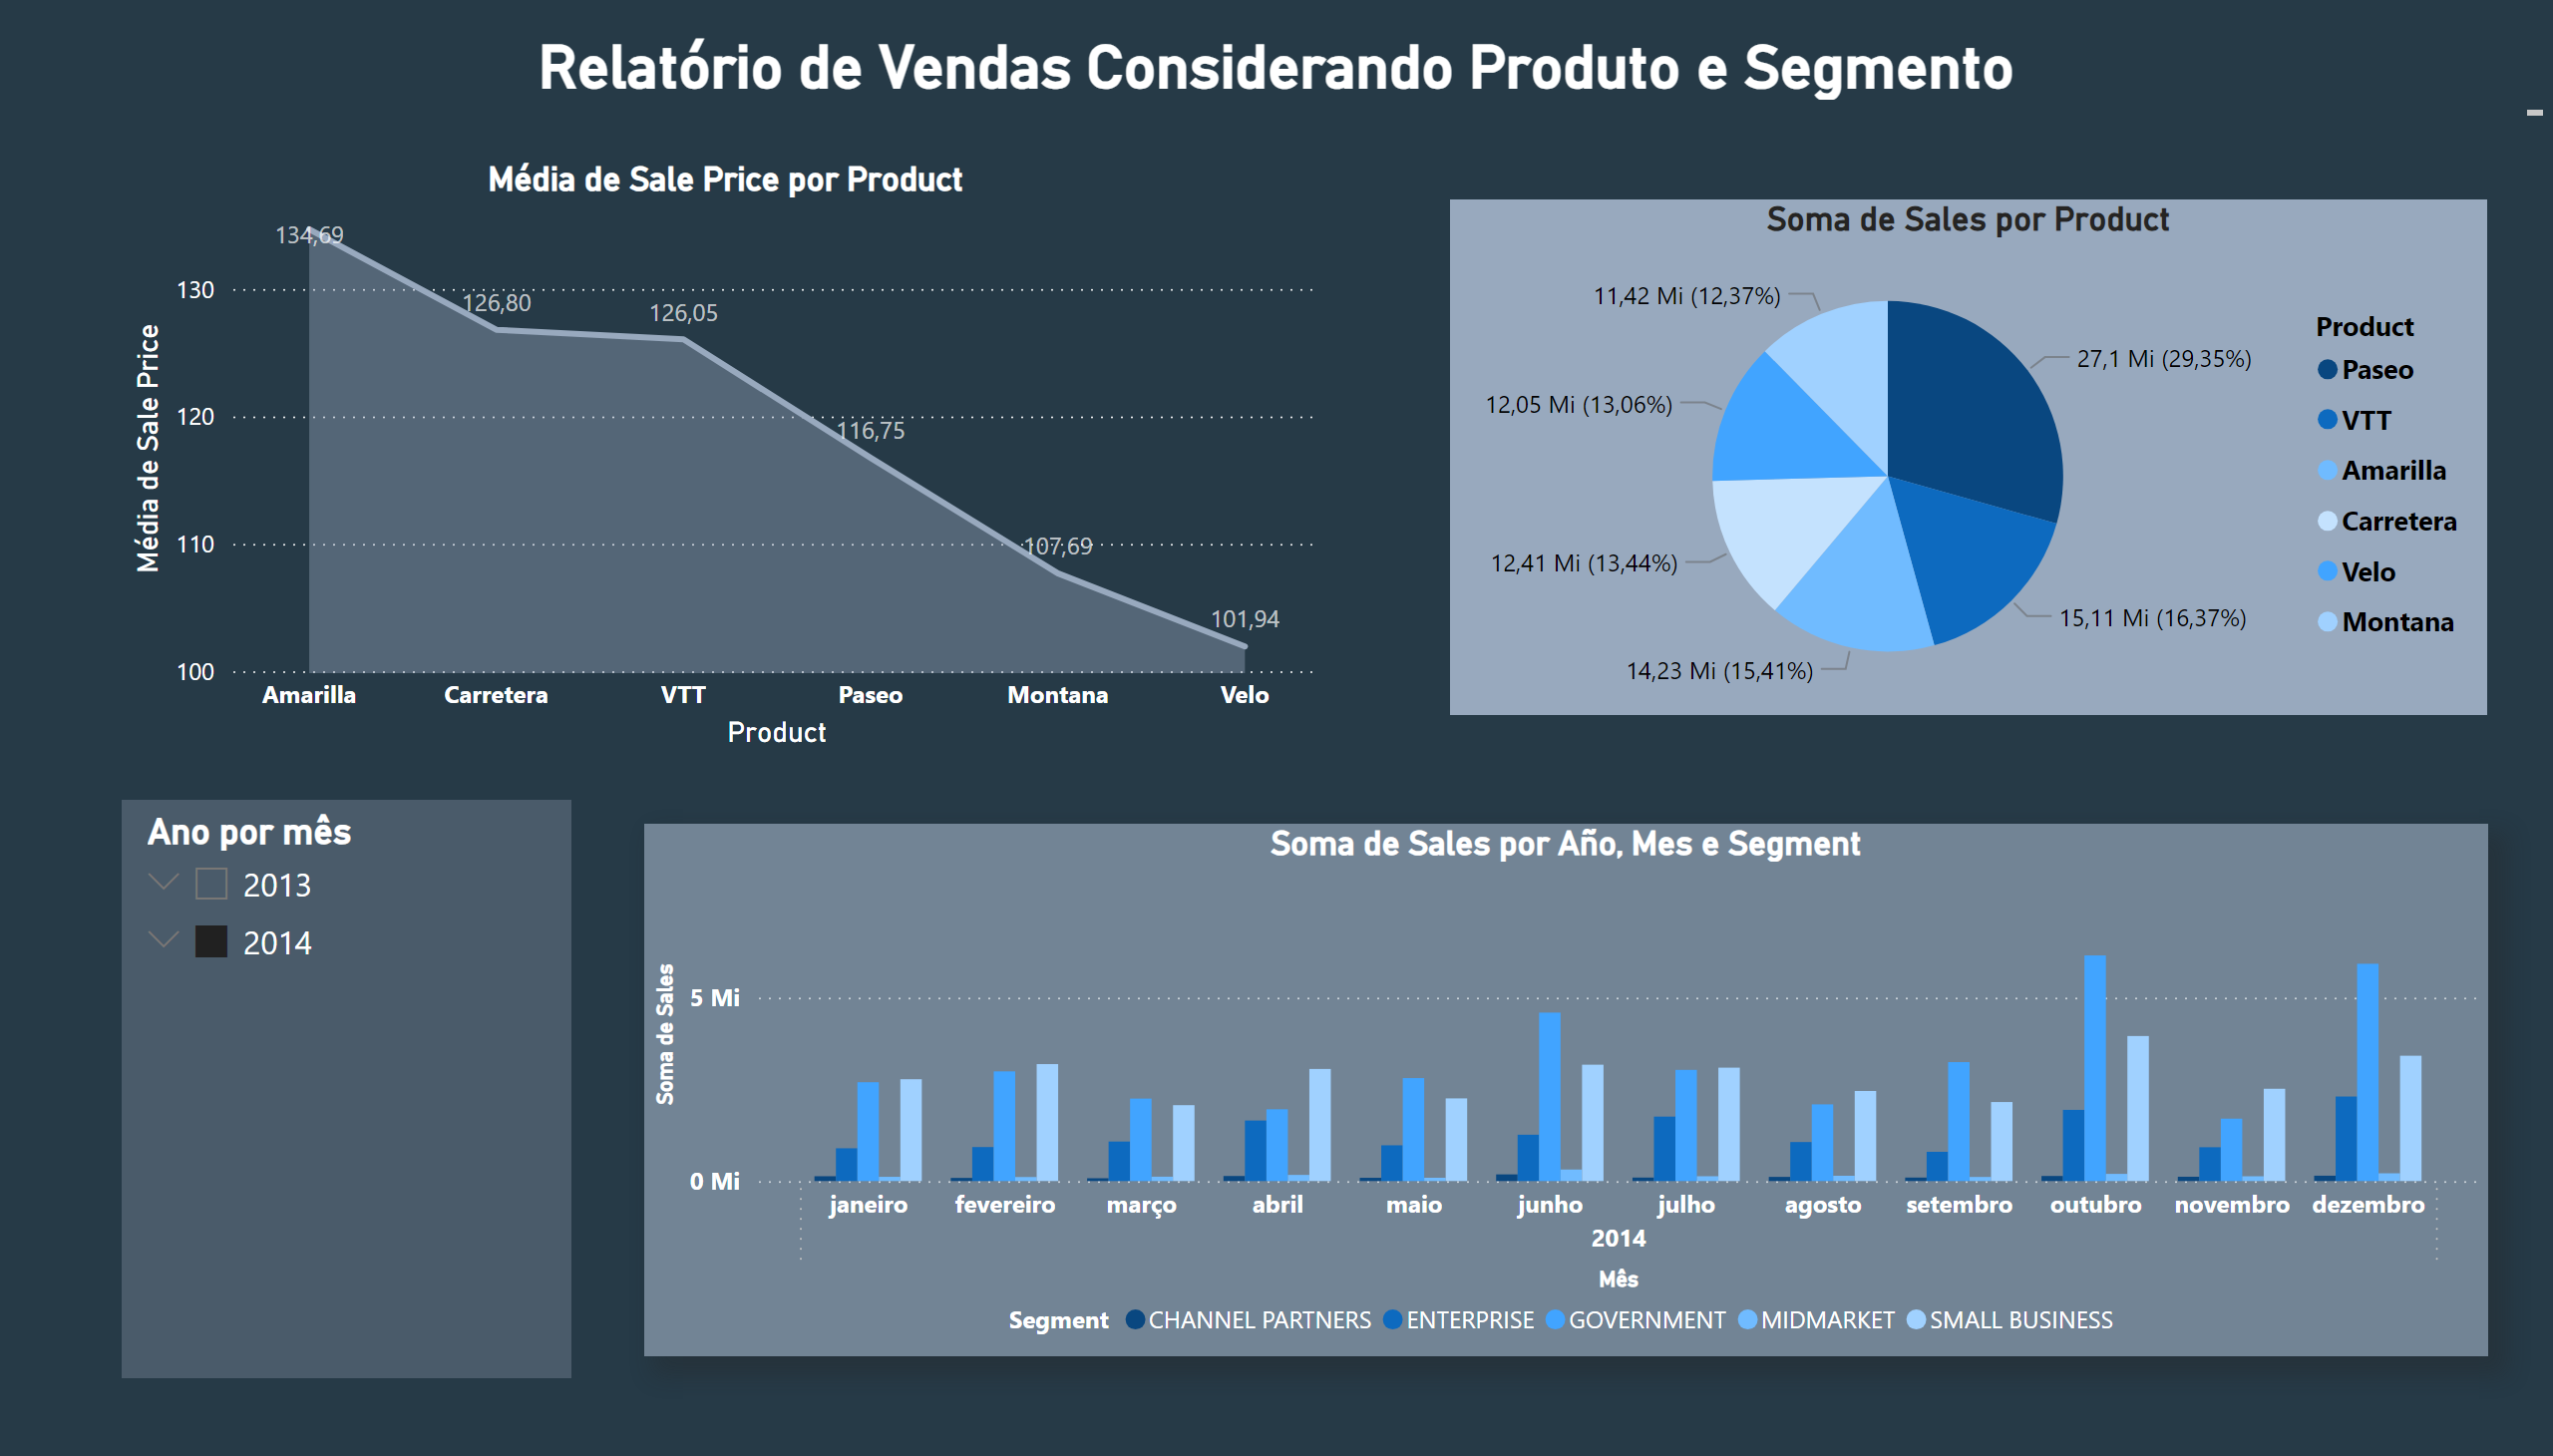 Relatório de Vendas Considerando Produto e Segmento
Média de Sale Price por Product
Média de Sale Price
130
120
110
100
134,69
126,80
126,05
116,75
107,69
101,94
Amarilla Carretera VTT Paseo Montana Velo
Product
Soma de Sales por Product
11,42 Mi (12,37%)
27,1 Mi (29,35%)
12,05 Mi (13,06%)
12,41 Mi (13,44%)
15,11 Mi (16,37%)
14,23 Mi (15,41%)
Product
Paseo
VTT
Amarilla
Carretera
Velo
Montana
Ano por mês
2013
2014
Soma de Sales por Año, Mes e Segment
Soma de Sales
5 Mi
0 Mi
janeiro fevereiro março abril maio junho julho agosto setembro outubro novembro dezembro
2014
Mês
Segment CHANNEL PARTNERS ENTERPRISE GOVERNMENT MIDMARKET SMALL BUSINESS